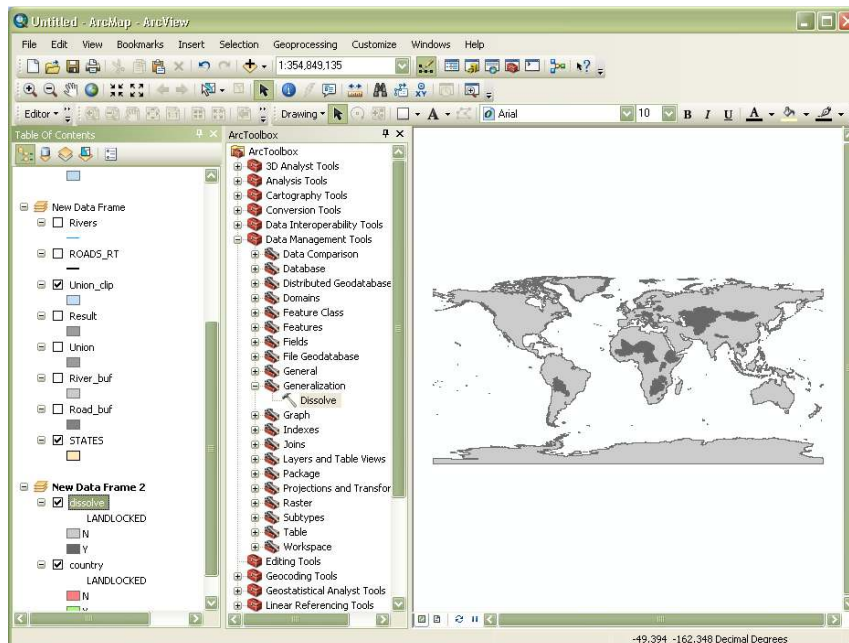 Untitled - ArcMap - ArcView
File Edit View Bookmarks Insert Selection Geoprocessing Customize Windows Help
1:354,849,135
Editor Drawing A Arial 10 B I U A
Table Of Contents
New Data Frame
Rivers
ROADS_RT
Union_clip
Result
Union
River_buf
Road_buf
STATES
New Data Frame 2
dissolve
LANDLOCKED
N
Y
country
LANDLOCKED
N
ArcToolbox
ArcToolbox
3D Analyst Tools
Analysis Tools
Cartography Tools
Conversion Tools
Data Interoperability Tools
Data Management Tools
Data Comparison
Database
Distributed Geodatabase
Domains
Feature Class
Features
Fields
File Geodatabase
General
Generalization
Dissolve
Graph
Indexes
Joins
Layers and Table Views
Package
Projections and Transfor
Raster
Subtypes
Table
Workspace
Editing Tools
Geocoding Tools
Geostatistical Analyst Tools
Linear Referencing Tools
-49.394 -162.348 Decimal Degrees